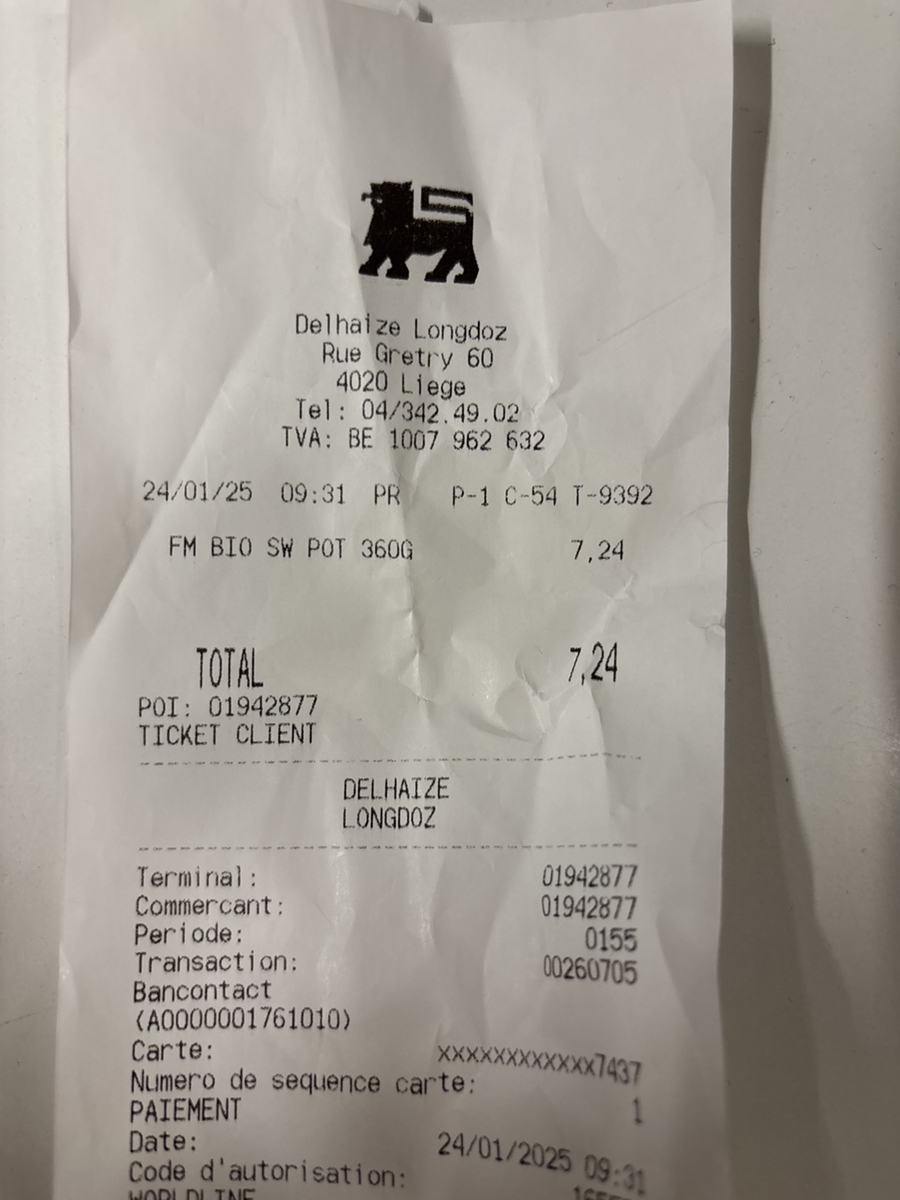 Delhaize Longdoz
Rue Gretry 60
4020 Liege
Tel: 04/342.49.02
TVA: BE 1007 962 632
24/01/25 09:31 PR P-1 C-54 T-9392
FM BIO SW POT 360G 7,24
TOTAL 7,24
POI: 01942877
TICKET CLIENT
DELHAIZE
LONGDOZ
Terminal: 01942877
Commercant: 01942877
Periode: 0155
Transaction: 00260705
Bancontact
(A0000001761010)
Carte: xxxxxxxxxxxxx7437
Numero de sequence carte:
PAIEMENT 1
Date: 24/01/2025 09:31
Code d'autorisation:
WORLDLINE